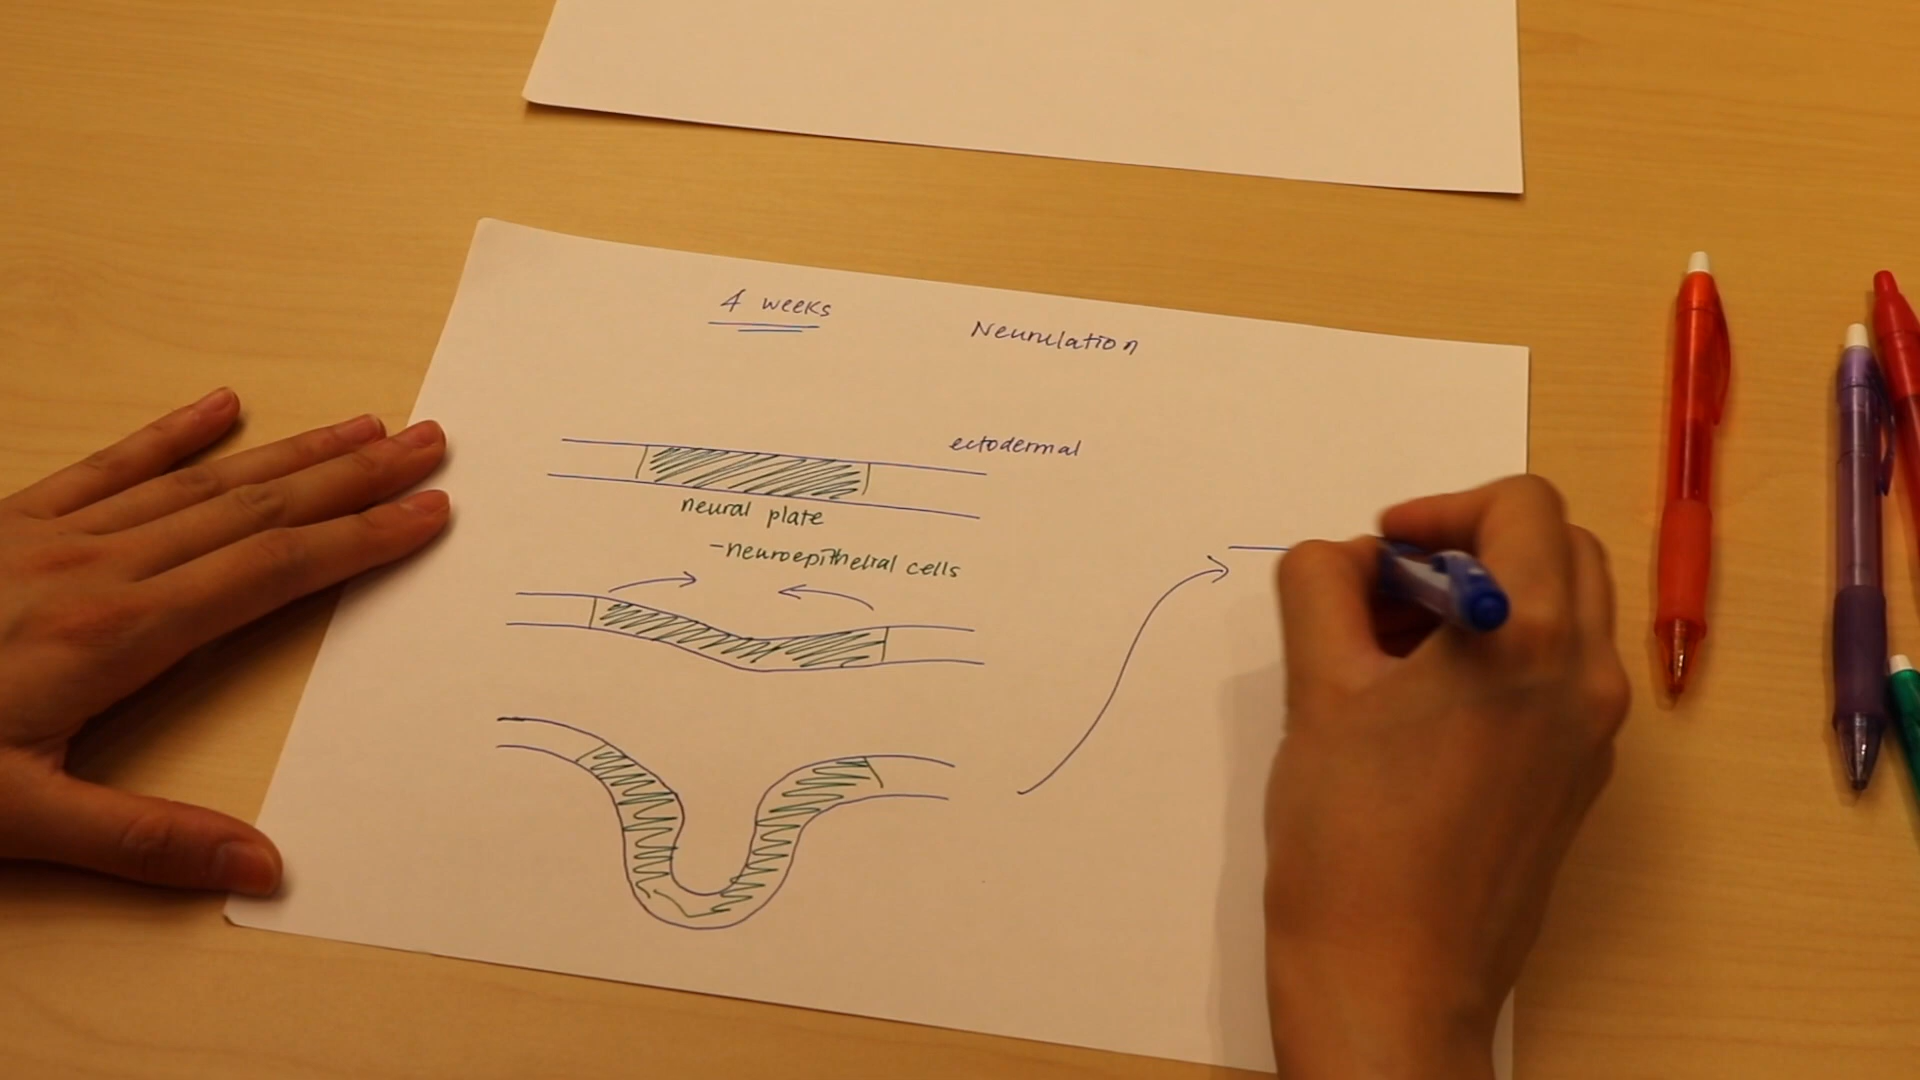 4 weeks
Neurulation
ectodermal
neural plate
-neuroepithelial cells